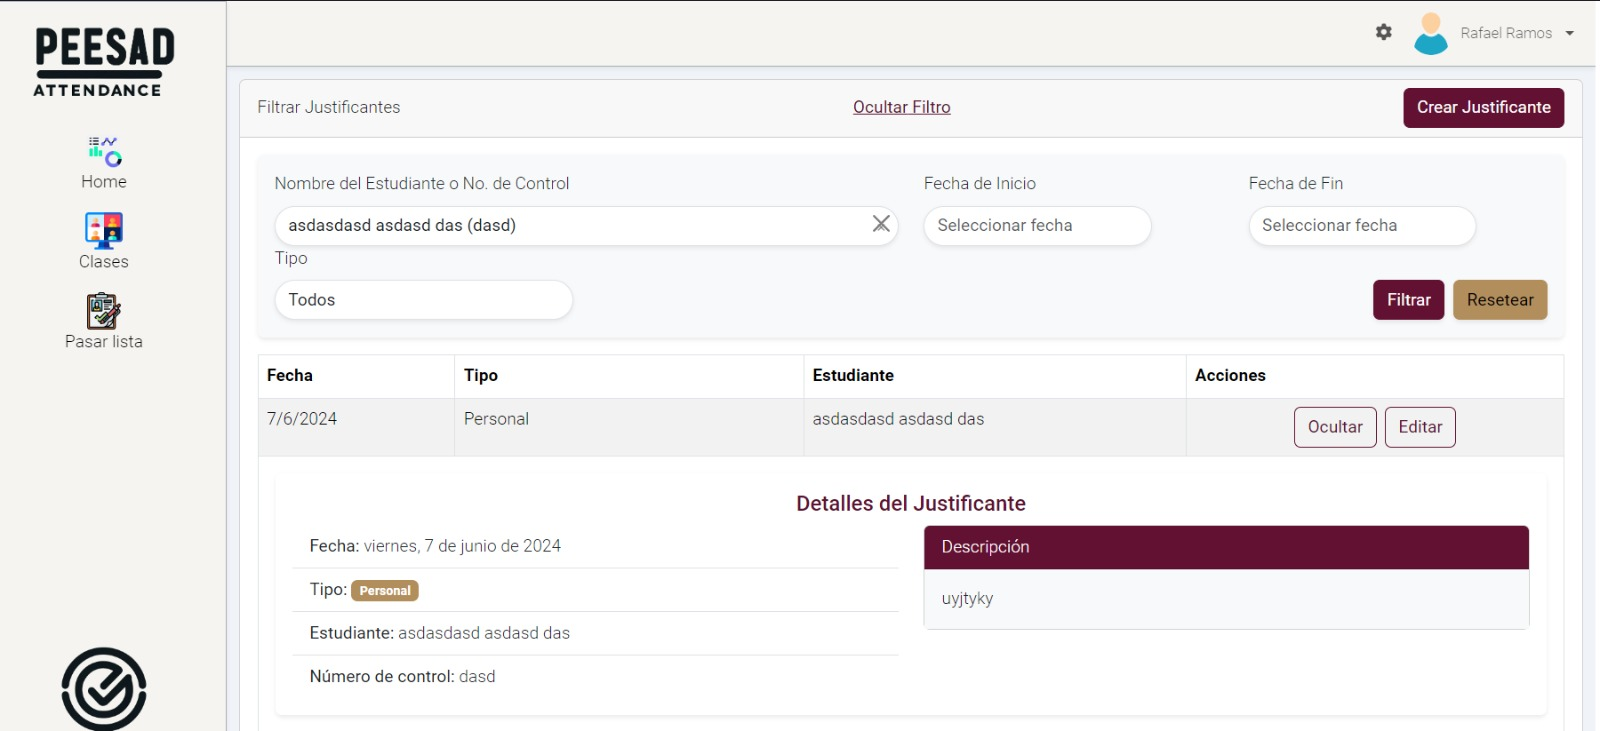 PEESAD
ATTENDANCE
Home
Clases
Pasar lista
Rafael Ramos
Filtrar Justificantes
Ocultar Filtro
Crear Justificante
Nombre del Estudiante o No. de Control
Fecha de Inicio
Fecha de Fin
asdasdasd asdasd das (dasd)
Seleccionar fecha
Seleccionar fecha
Tipo
Todos
Filtrar
Resetear
Fecha Tipo Estudiante Acciones
7/6/2024 Personal asdasdasd asdasd das Ocultar Editar
Detalles del Justificante
Fecha: viernes, 7 de junio de 2024
Tipo: Personal
Estudiante: asdasdasd asdasd das
Número de control: dasd
Descripción
uyjtyky